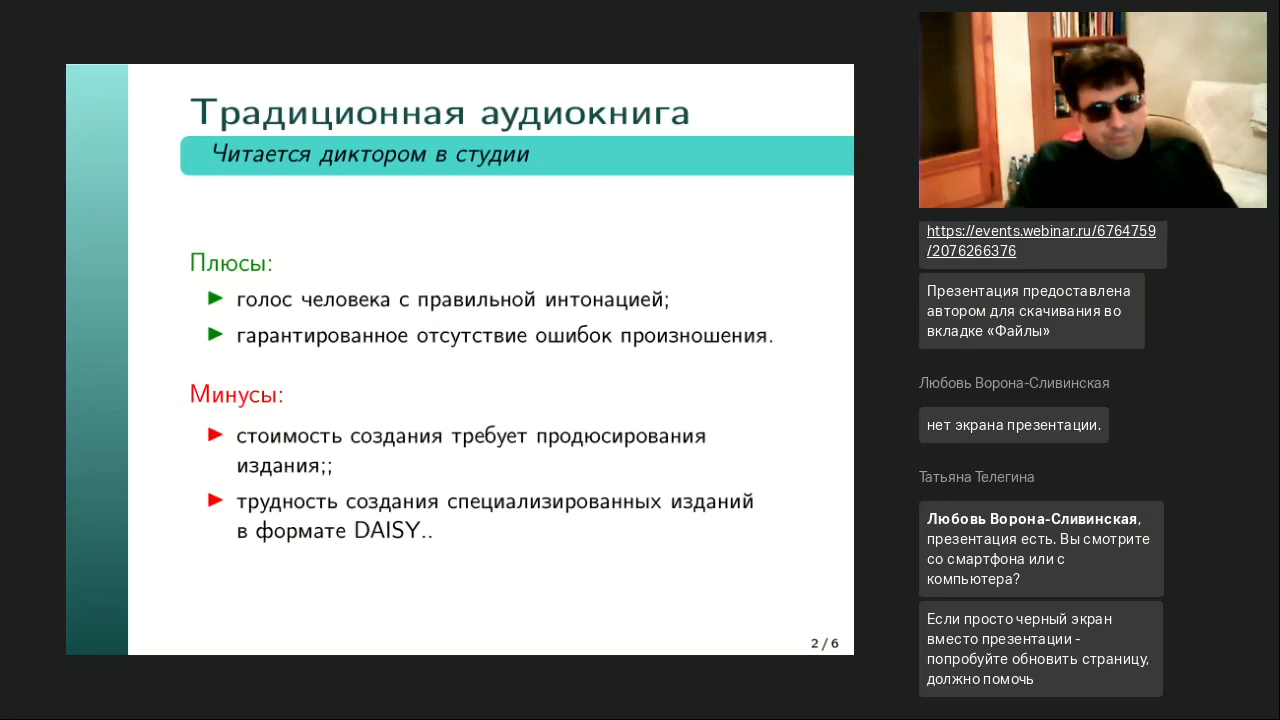 Традиционная аудиокнига
Читается диктором в студии
Плюсы:
голос человека с правильной интонацией;
гарантированное отсутствие ошибок произношения.
Минусы:
стоимость создания требует продюсирования
издания;;
трудность создания специализированных изданий
в формате DAISY..
2 / 6
https://events.webinar.ru/6764759
/2076266376
Презентация предоставлена
автором для скачивания во
вкладке «Файлы»
Любовь Ворона-Сливинская
нет экрана презентации.
Татьяна Телегина
Любовь Ворона-Сливинская,
презентация есть. Вы смотрите
со смартфона или с
компьютера?
Если просто черный экран
вместо презентации -
попробуйте обновить страницу,
должно помочь